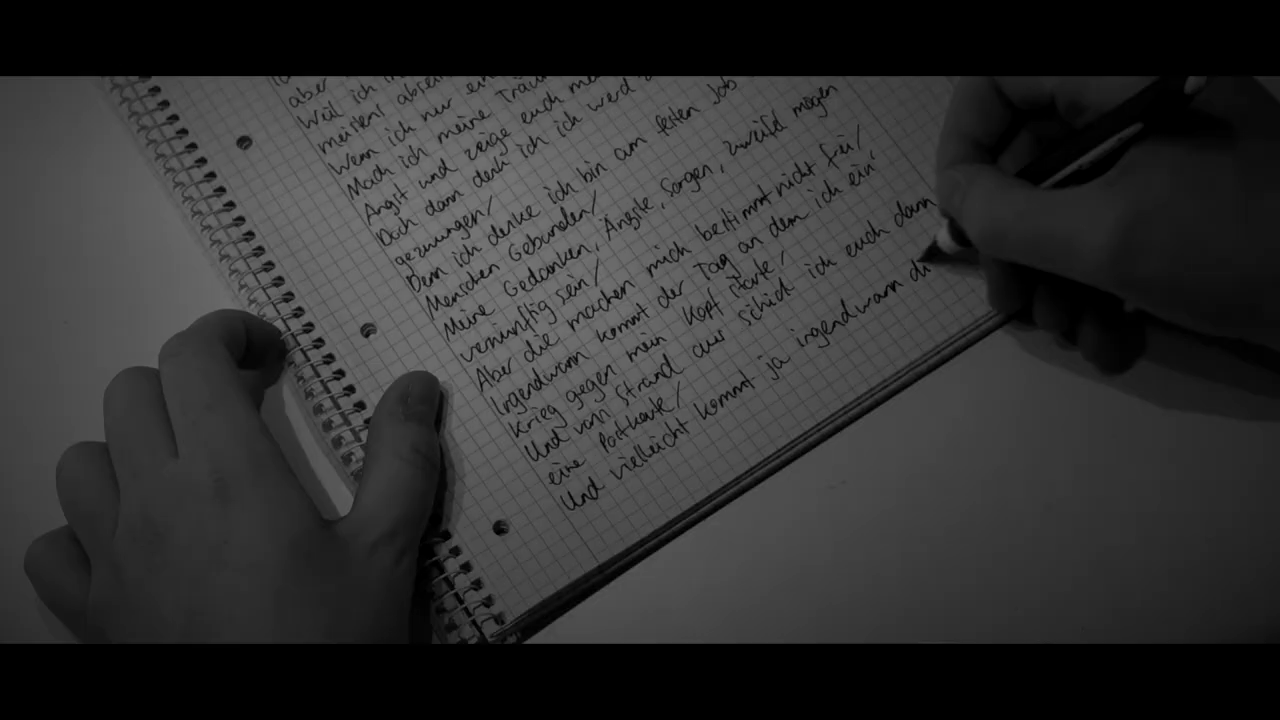 aber
Weil ich
meistens
Wenn ich nur
Mach ich meine
Angst und zeige euch
Doch dann denk ich ich werd
gezwungen/
Denn ich denke ich bin am festen Job
Menschen Gebunden/
Meine Gedanken, Ängste, Sorgen, zweifel mögen
vernünftig sein/
Aber die machen mich bestimmt nicht frei/
Irgendwann kommt der Tag an dem ich ein'
Krieg gegen mein Kopf starte/
Und vom Strand aus schick ich euch dann
eine Postkarte/
Und vielleicht kommt ja irgendwann